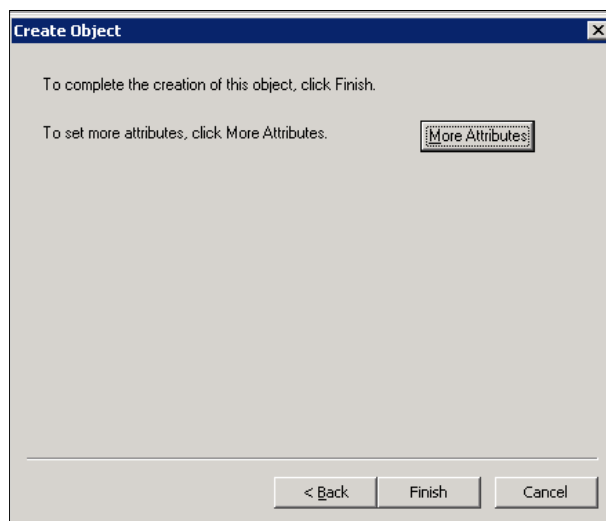 Create Object
To complete the creation of this object, click Finish.
To set more attributes, click More Attributes.
More Attributes
< Back
Finish
Cancel